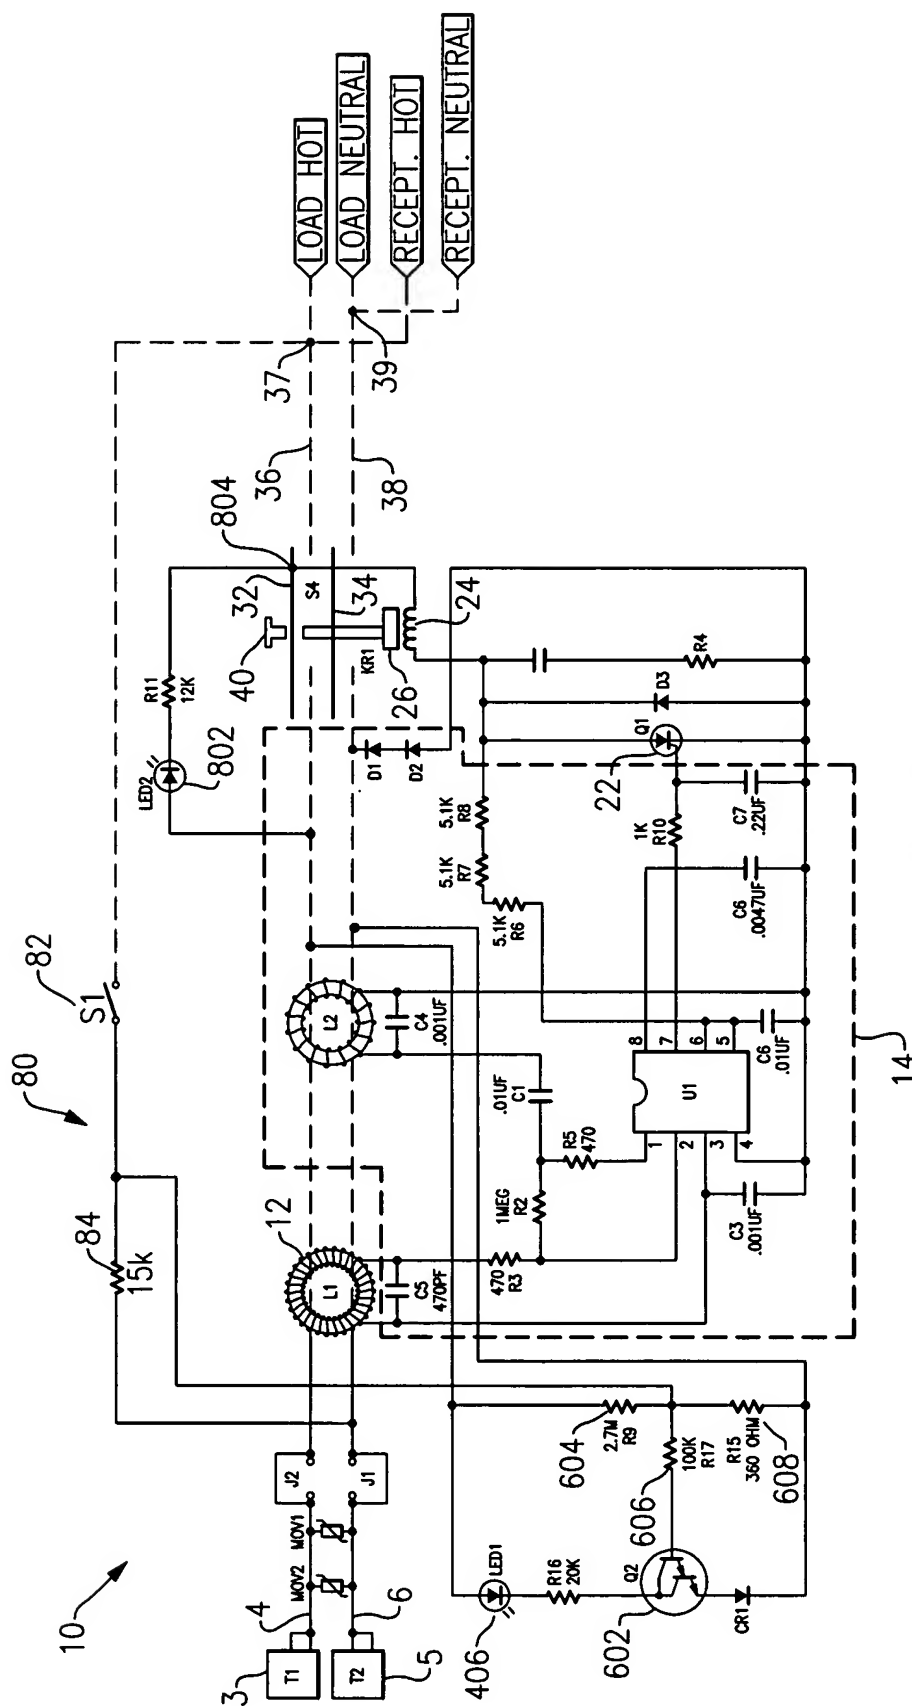 10
80
S1
82
84
15k
3
T1
4
MOV2
MOV1
J2
12
L1
L2
LED2
802
R11
12K
40
32
804
S4
34
36
37
LOAD HOT
LOAD NEUTRAL
RECEPT. HOT
RECEPT. NEUTRAL
T2
5
6
J1
C5
470PF
C4
.001UF
D1
D2
KR1
26
24
38
39
406
LED1
R16
20K
604
2.7M
R9
470
R3
1MEG
R2
.01UF
C1
R5
470
5.1K
R6
5.1K
R7
5.1K
R8
22
Q1
D3
R4
602
Q2
606
100K
R17
CR1
R15
360 OHM
608
C3
.001UF
1
2
3
4
U1
8
7
6
5
1K
R10
C6
.01UF
C6
.0047UF
C7
.22UF
14